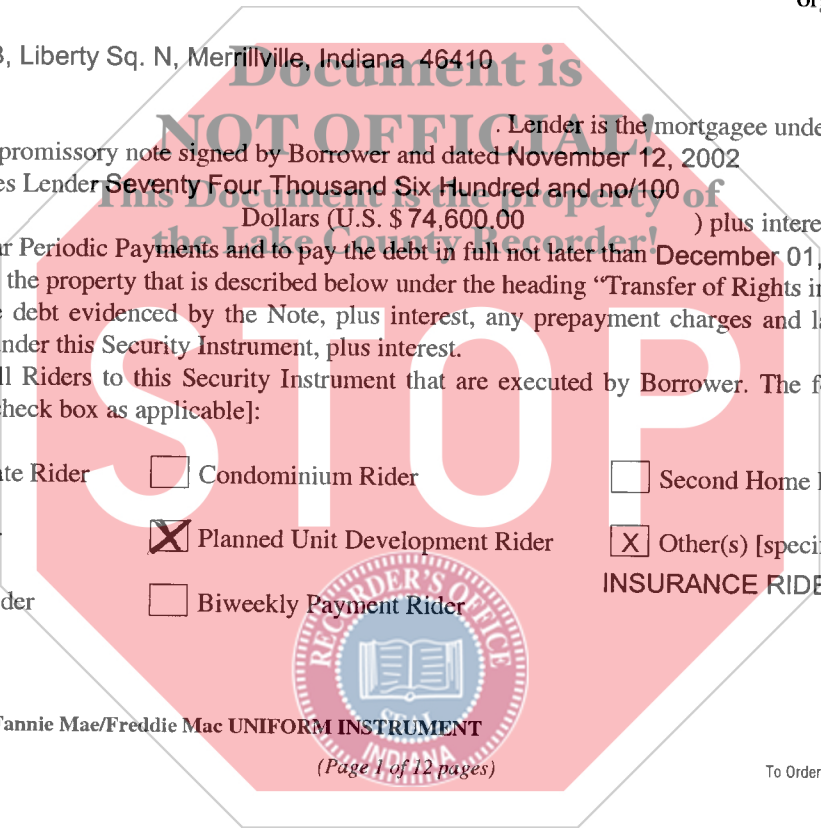 3, Liberty Sq. N, Merrillville, Indiana 46410
Document is
NOT OFFICIAL!
. Lender is the mortgagee unde
promissory note signed by Borrower and dated November 12, 2002
es Lender Seventy Four Thousand Six Hundred and no/100
This Document is the property of
Dollars (U.S. $ 74,600.00 ) plus intere
the Lake County Recorder!
ar Periodic Payments and to pay the debt in full not later than December 01,
the property that is described below under the heading “Transfer of Rights in
e debt evidenced by the Note, plus interest, any prepayment charges and la
nder this Security Instrument, plus interest.
ll Riders to this Security Instrument that are executed by Borrower. The f
check box as applicable]:
STOP
te Rider Condominium Rider Second Home
X Planned Unit Development Rider X Other(s) [speci
INSURANCE RIDE
der Biweekly Payment Rider
RECORDER'S OFFICE
SEAL
INDIANA
Fannie Mae/Freddie Mac UNIFORM INSTRUMENT
(Page 1 of 12 pages)
To Order